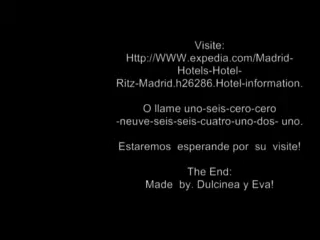 Visite:
Http://WWW.expedia.com/Madrid-
Hotels-Hotel-
Ritz-Madrid.h26286.Hotel-information.
O llame uno-seis-cero-cero
-neuve-seis-seis-cuatro-uno-dos- uno.
Estaremos esperande por su visite!
The End:
Made by. Dulcinea y Eva!